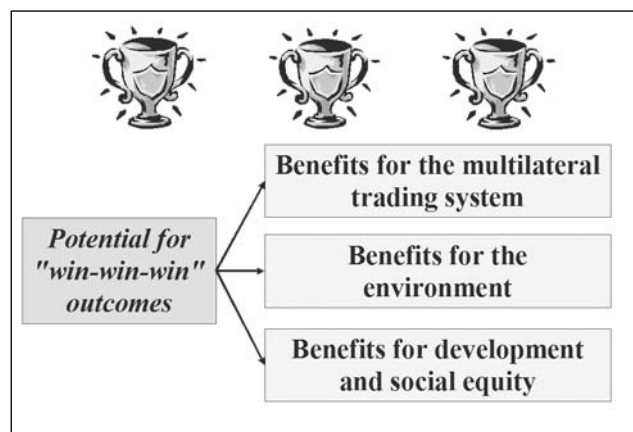 Benefits for the multilateral
trading system
Potential for
"win-win-win"
outcomes
Benefits for the
environment
Benefits for development
and social equity